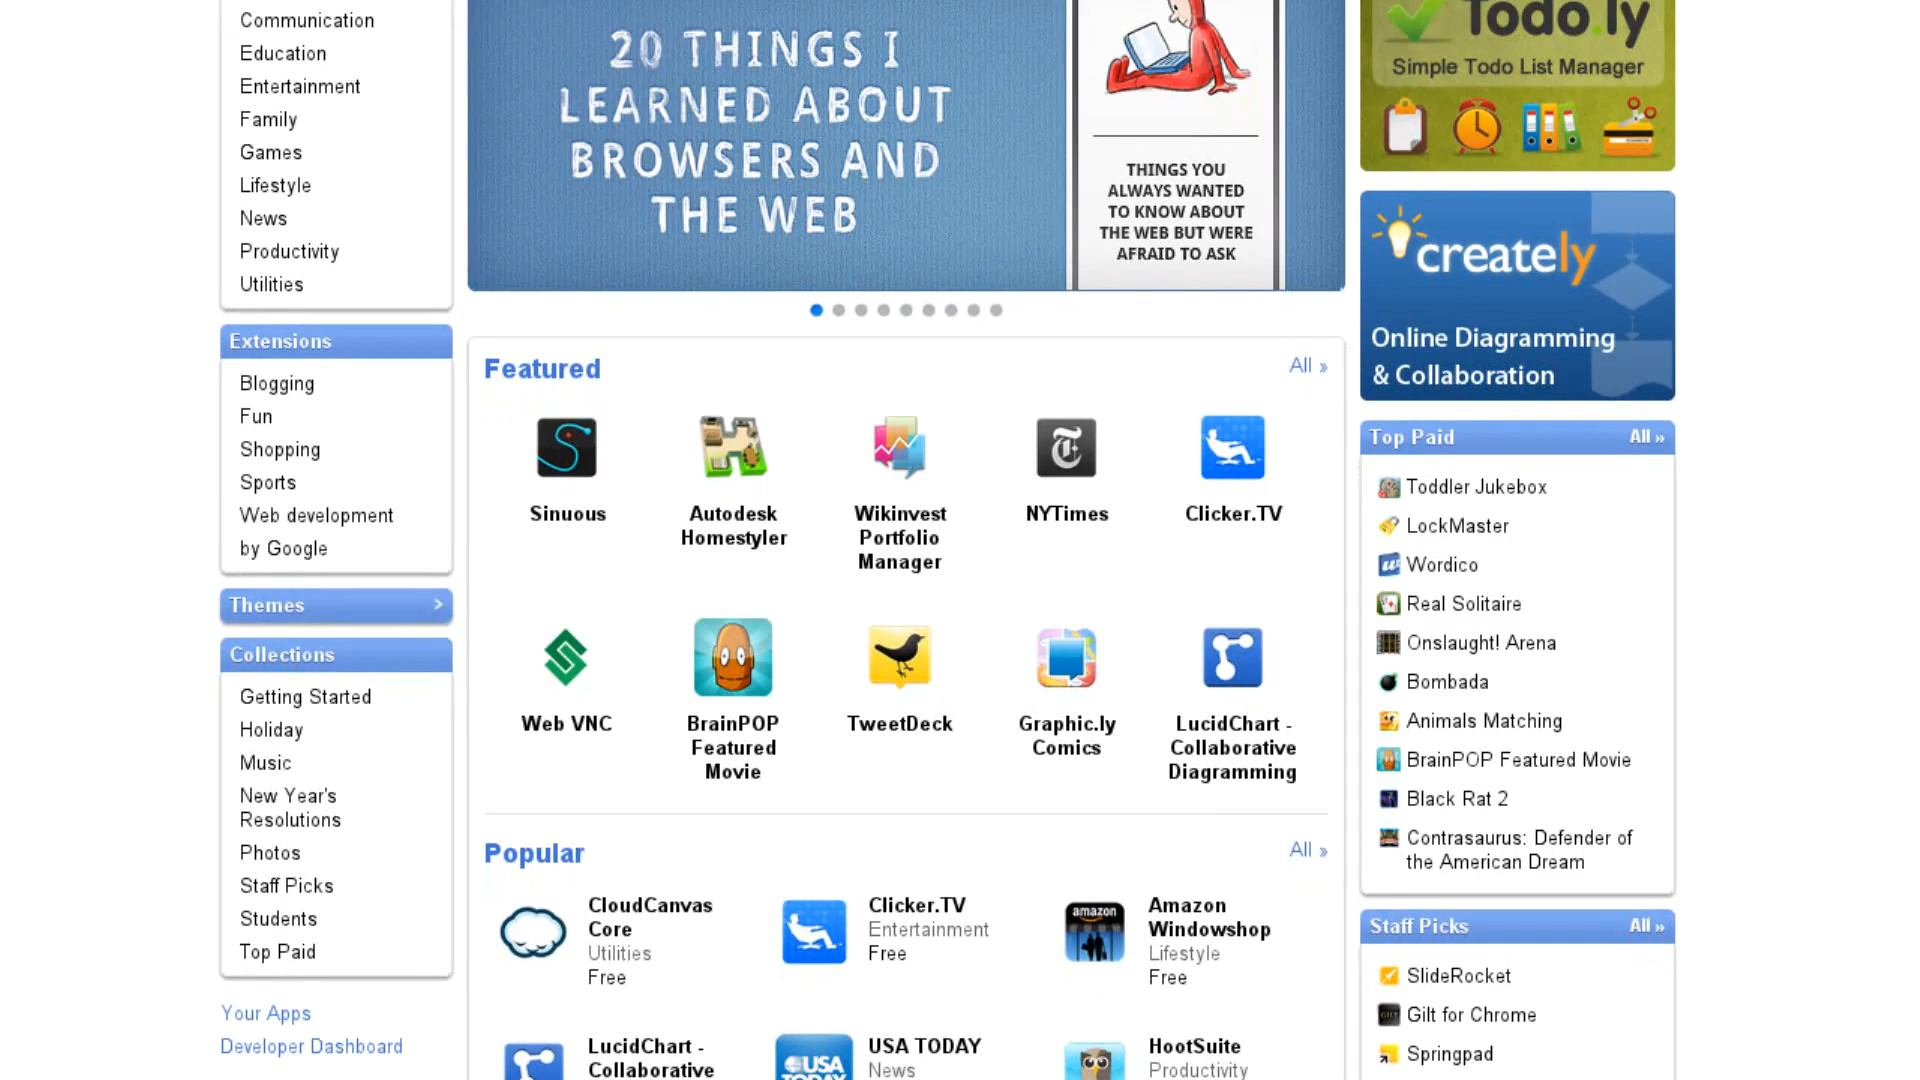 Communication
Education
Entertainment
Family
Games
Lifestyle
News
Productivity
Utilities
Extensions
Blogging
Fun
Shopping
Sports
Web development
by Google
Themes >
Collections
Getting Started
Holiday
Music
New Year's
Resolutions
Photos
Staff Picks
Students
Top Paid
Your Apps
Developer Dashboard
20 THINGS I
LEARNED ABOUT
BROWSERS AND
THE WEB
THINGS YOU
ALWAYS WANTED
TO KNOW ABOUT
THE WEB BUT WERE
AFRAID TO ASK
Featured
All »
Sinuous
Autodesk
Homestyler
Wikinvest
Portfolio
Manager
NYTimes
Clicker.TV
Web VNC
BrainPOP
Featured
Movie
TweetDeck
Graphic.ly
Comics
LucidChart -
Collaborative
Diagramming
Popular
All »
CloudCanvas
Core
Utilities
Free
Clicker.TV
Entertainment
Free
amazon
Amazon
Windowshop
Lifestyle
Free
LucidChart -
Collaborative
USA
TODAY
USA TODAY
News
HootSuite
Productivity
Todo.ly
Simple Todo List Manager
creately
Online Diagramming
& Collaboration
Top Paid
All »
Toddler Jukebox
LockMaster
Wordico
Real Solitaire
Onslaught! Arena
Bombada
Animals Matching
BrainPOP Featured Movie
Black Rat 2
Contrasaurus: Defender of
the American Dream
Staff Picks
All »
SlideRocket
GILT
Gilt for Chrome
Springpad